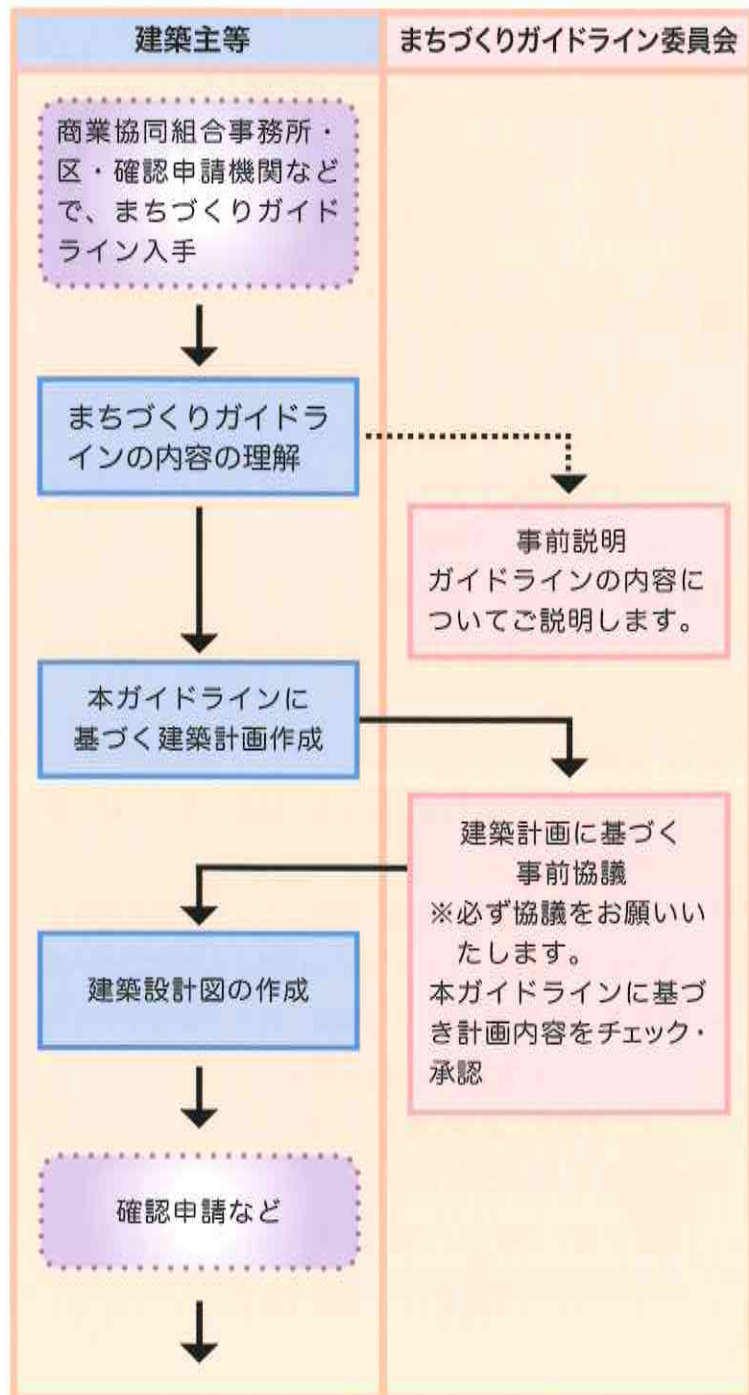 建築主等
まちづくりガイドライン委員会
商業協同組合事務所・
区・確認申請機関など
で、まちづくりガイド
ライン入手
まちづくりガイドラ
インの内容の理解
事前説明
ガイドラインの内容に
ついてご説明します。
本ガイドラインに
基づく建築計画作成
建築計画に基づく
事前協議
※必ず協議をお願いい
たします。
本ガイドラインに基づ
き計画内容をチェック・
承認
建築設計図の作成
確認申請など